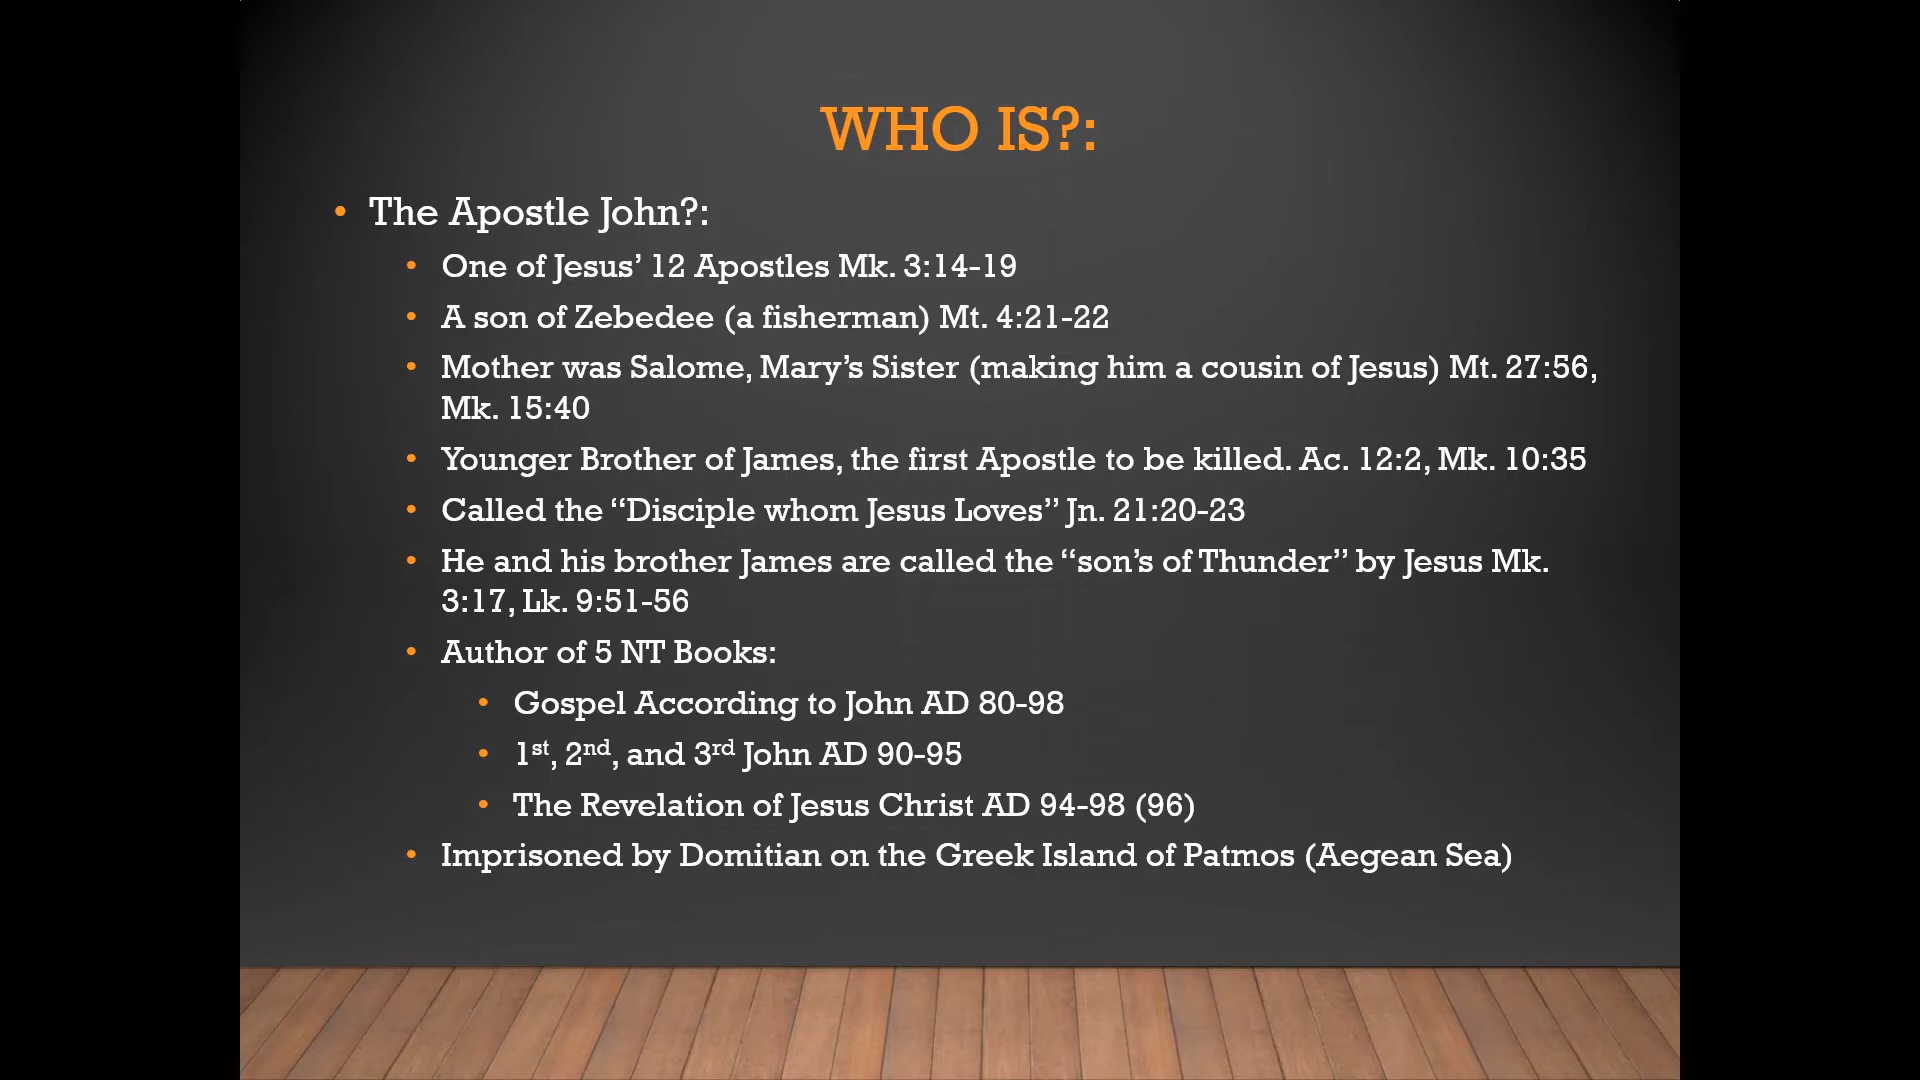 WHO IS?:
• The Apostle John?:
• One of Jesus’ 12 Apostles Mk. 3:14-19
• A son of Zebedee (a fisherman) Mt. 4:21-22
• Mother was Salome, Mary’s Sister (making him a cousin of Jesus) Mt. 27:56,
Mk. 15:40
• Younger Brother of James, the first Apostle to be killed. Ac. 12:2, Mk. 10:35
• Called the “Disciple whom Jesus Loves” Jn. 21:20-23
• He and his brother James are called the “son’s of Thunder” by Jesus Mk.
3:17, Lk. 9:51-56
• Author of 5 NT Books:
• Gospel According to John AD 80-98
• 1st, 2nd, and 3rd John AD 90-95
• The Revelation of Jesus Christ AD 94-98 (96)
• Imprisoned by Domitian on the Greek Island of Patmos (Aegean Sea)